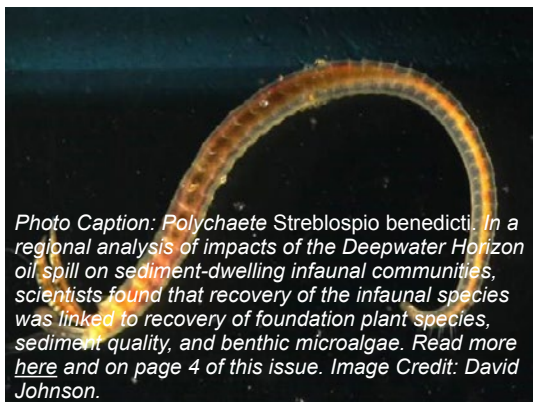 Photo Caption: Polychaete Streblospio benedicti. In a
regional analysis of impacts of the Deepwater Horizon
oil spill on sediment-dwelling infaunal communities,
scientists found that recovery of the infaunal species
was linked to recovery of foundation plant species,
sediment quality, and benthic microalgae. Read more
here and on page 4 of this issue. Image Credit: David
Johnson.